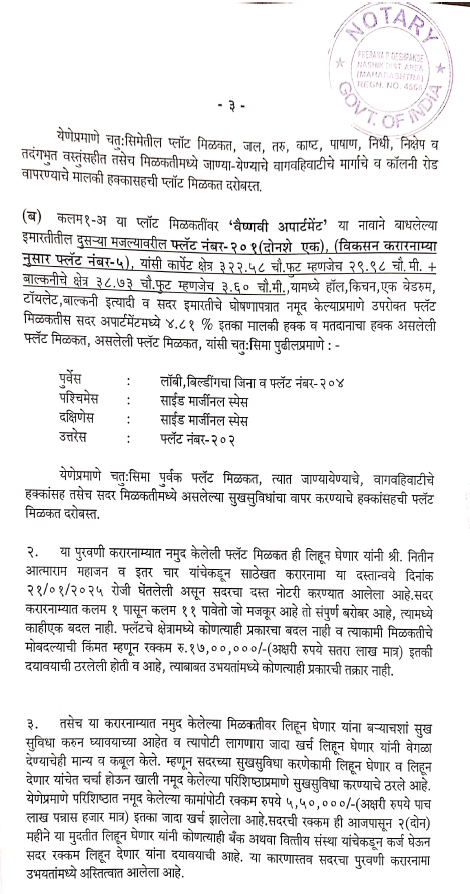 NOTARY
PRERANA P. DESHPANDE
NASHIK DIST. AREA
(MAHARASHTRA)
REGN. NO. 4564
GOVT. OF INDIA
- ३ -
येणेप्रमाणे चतु:सिमेतील प्लॉट मिळकत, जाल, तरु, काष्ट, पाषाण, निधी, निक्षेप व
तदंगभुत वस्तुंसहीत तसेच मिळकतीमध्ये जाण्या-येण्याचे वागवहिवाटीचे मार्गाचे व कॉलनी रोड
वापरण्याचे मालकी हक्कासहची प्लॉट मिळकत दरोबस्त.
(ब) कलम१-अ या प्लॉट मिळकतींवर 'वैष्णवी अपार्टमेंट' या नावाने बांधलेल्या
इमारतीतील दुसऱ्या मजल्यावरील फ्लॅट नंबर-२०१(दोनशे एक), (विकसन करारनाम्या
नुसार फ्लॅट नंबर-५), यांसी कार्पेट क्षेत्र ३२२.५८ चौ.फुट म्हणजेच २९.९८ चौ. मी. +
बाल्कनीचे क्षेत्र ३८.७३ चौ.फुट म्हणजेच ३.६० चौ.मी.,यामध्ये हॉल,किचन,एक बेडरुम,
टॉयलेट,बाल्कनी इत्यादी व सदर इमारतीचे घोषणापत्रात नमूद केल्याप्रमाणे उपरोक्त फ्लॅट
मिळकतीस सदर अपार्टमेंटमध्ये ४.८१ % इतका मालकी हक्क व मतदानाचा हक्क असलेली
फ्लॅट मिळकत, असलेली फ्लॅट मिळकत, यांसी चतु:सिमा पुढीलप्रमाणे : -
पुर्वेस : लॉबी,बिल्डींगचा जिना व फ्लॅट नंबर-२०४
पश्चिमेस : साईड मार्जीनल स्पेस
दक्षिणेस : साईड मार्जीनल स्पेस
उत्तरेस : फ्लॅट नंबर-२०२
येणेप्रमाणे चतु:सिमा पुर्वक फ्लॅट मिळकत, त्यात जाण्यायेण्याचे, वागवहिवाटीचे
हक्कांसह तसेच सदर मिळकतीमध्ये असलेल्या सुखसुविधांचा वापर करण्याचे हक्कांसहची फ्लॅट
मिळकत दरोबस्त.
२. या पुरवणी करारनाम्यात नमुद केलेली फ्लॅट मिळकत ही लिहून घेणार यांनी श्री. नितीन
आत्माराम महाजन व इतर चार यांचेकडून साठेखत करारनामा या दस्तान्वये दिनांक
२१/०१/२०२५ रोजी घेतलेली असून सदरचा दस्त नोटरी करण्यात आलेला आहे.सदर
करारनाम्यात कलम १ पासून कलम ११ पावेतो जो मजकूर आहे तो संपुर्ण बरोबर आहे, त्यामध्ये
काहीएक बदल नाही. फ्लॅटचे क्षेत्रामध्ये कोणत्याही प्रकारचा बदल नाही व त्याकामी मिळकतीचे
मोबदल्याची किंमत म्हणून रक्कम रु.१७,००,०००/-(अक्षरी रुपये सतरा लाख मात्र) इतकी
दयावयाची ठरलेली होती व आहे, त्याबाबत उभयतांमध्ये कोणत्याही प्रकारची तक्रार नाही.
३. तसेच या करारनाम्यात नमुद केलेल्या मिळकतीवर लिहून घेणार यांना बऱ्याचशां सुख
सुविधा करुन घ्यावयाच्या आहेत व त्यापोटी लागणारा जादा खर्च लिहून घेणार यांनी वेगळा
देण्याचेही मान्य व कबूल केले. म्हणून सदरच्या सुखसुविधा करणेकामी लिहून घेणार व लिहून
देणार यांचेत चर्चा होऊन खाली नमूद केलेल्या परिशिष्ठाप्रमाणे सुखसुविधा करण्याचे ठरले आहे.
येणेप्रमाणे परिशिष्ठात नमूद केलेल्या कामांपोटी रक्कम रुपये ५,५०,०००/-(अक्षरी रुपये पाच
लाख पन्नास हजार मात्र) इतका जादा खर्च झालेला आहे.सदरची रक्कम ही आजपासून २(दोन)
महीने या मुदतीत लिहून घेणार यांनी कोणत्याही बँक अथवा वित्तीय संस्था यांचेकडून कर्ज घेऊन
सदर रक्कम लिहून देणार यांना दयावयाची आहे. या कारणास्तव सदरचा पुरवणी करारनामा
उभयतांमध्ये अस्तित्वात आलेला आहे.